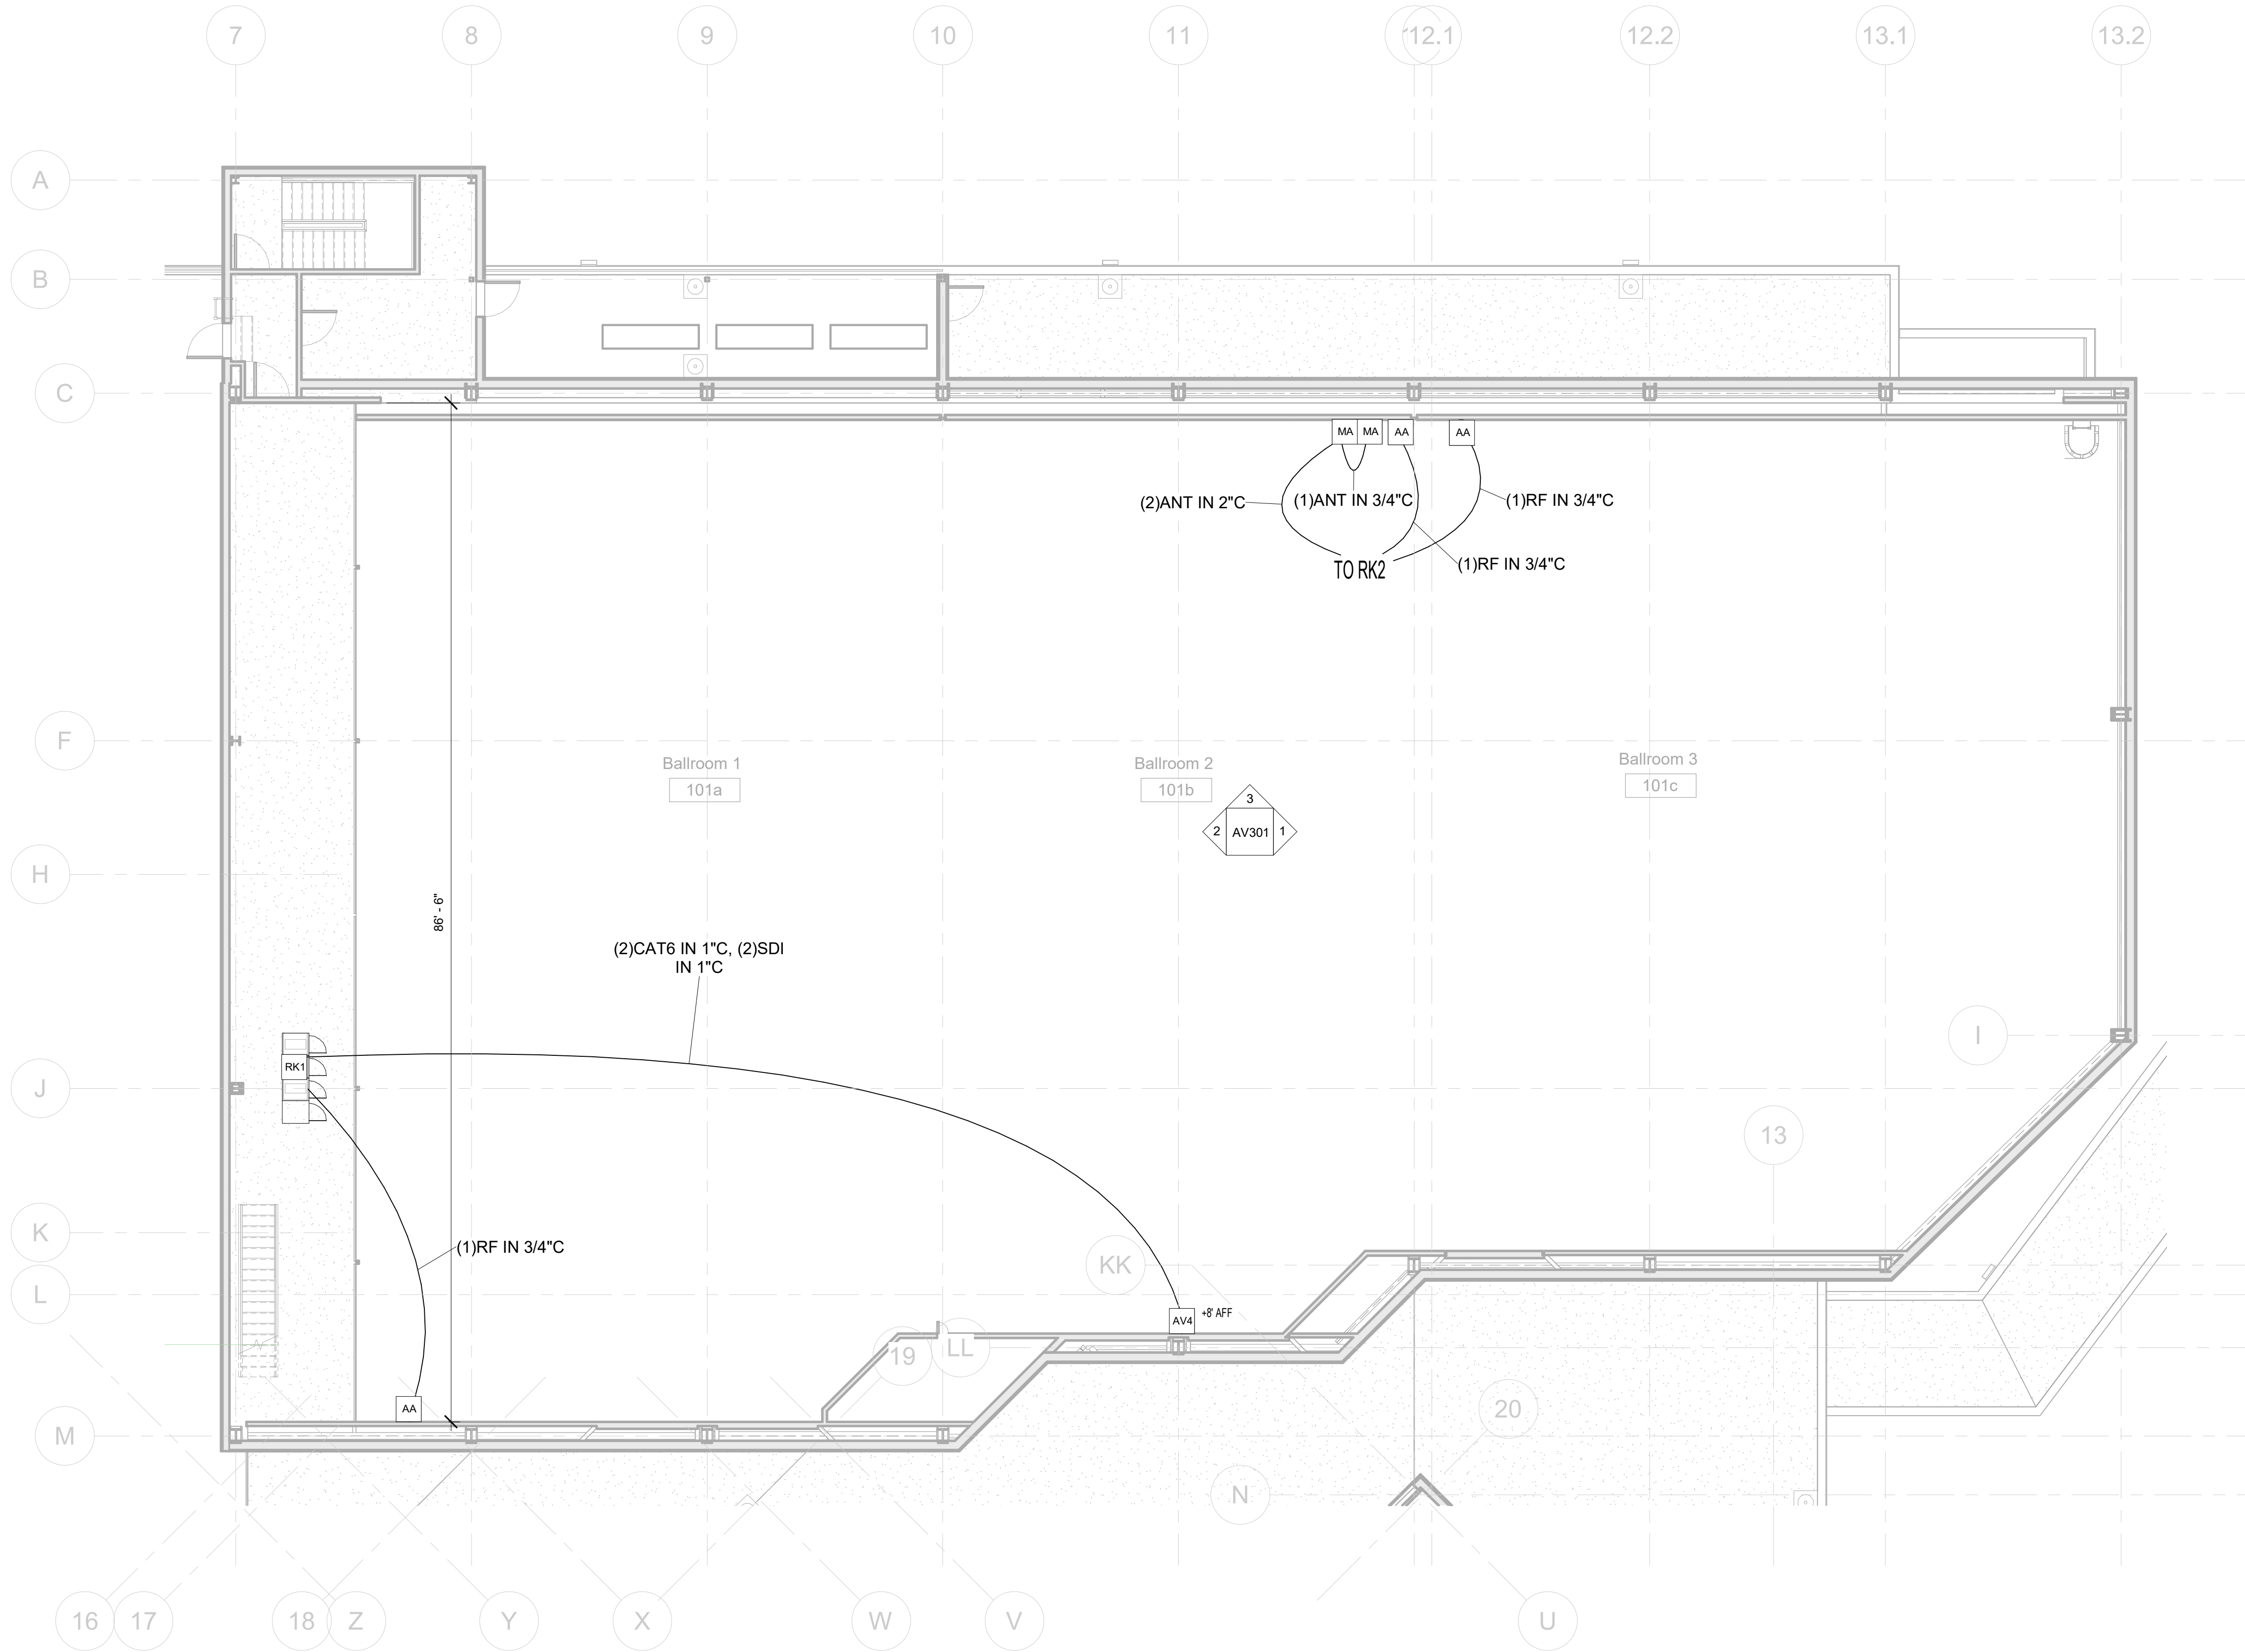 7
8
9
10
11
12.1
12.2
13.1
13.2
A
B
C
MA
MA
AA
AA
(2)ANT IN 2"C
(1)ANT IN 3/4"C
(1)RF IN 3/4"C
(1)RF IN 3/4"C
TO RK2
F
Ballroom 1
101a
Ballroom 2
101b
Ballroom 3
101c
3
2
AV301
1
H
86' - 6"
(2)CAT6 IN 1"C, (2)SDI
IN 1"C
I
RK1
J
13
K
(1)RF IN 3/4"C
KK
L
AV4
+8' AFF
19
LL
AA
20
M
N
16
17
18
Z
Y
X
W
V
U